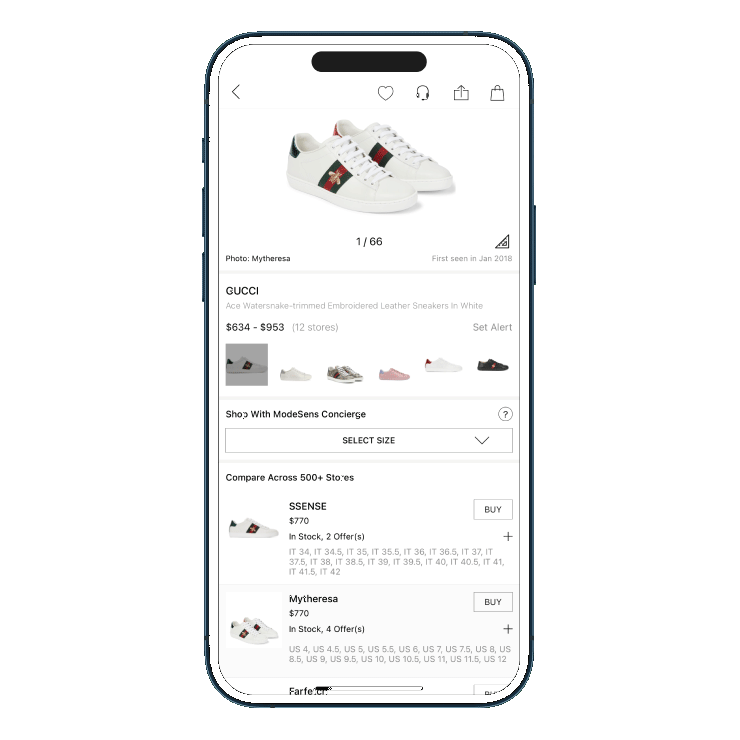 1 / 66
Photo: Mytheresa
First seen in Jan 2018
GUCCI
Ace Watersnake-trimmed Embroidered Leather Sneakers In White
$634 - $953 (12 stores)
Set Alert
Shop With ModeSens Concierge
?
SELECT SIZE
Compare Across 500+ Stores
SSENSE
BUY
$770
In Stock, 2 Offer(s)
IT 34, IT 34.5, IT 35, IT 35.5, IT 36, IT 36.5, IT 37, IT
37.5, IT 38, IT 38.5, IT 39, IT 39.5, IT 40, IT 40.5, IT 41,
IT 41.5, IT 42
Mytheresa
BUY
$770
In Stock, 4 Offer(s)
US 4, US 4.5, US 5, US 5.5, US 6, US 7, US 7.5, US 8, US
8.5, US 9, US 9.5, US 10, US 10.5, US 11, US 11.5, US 12